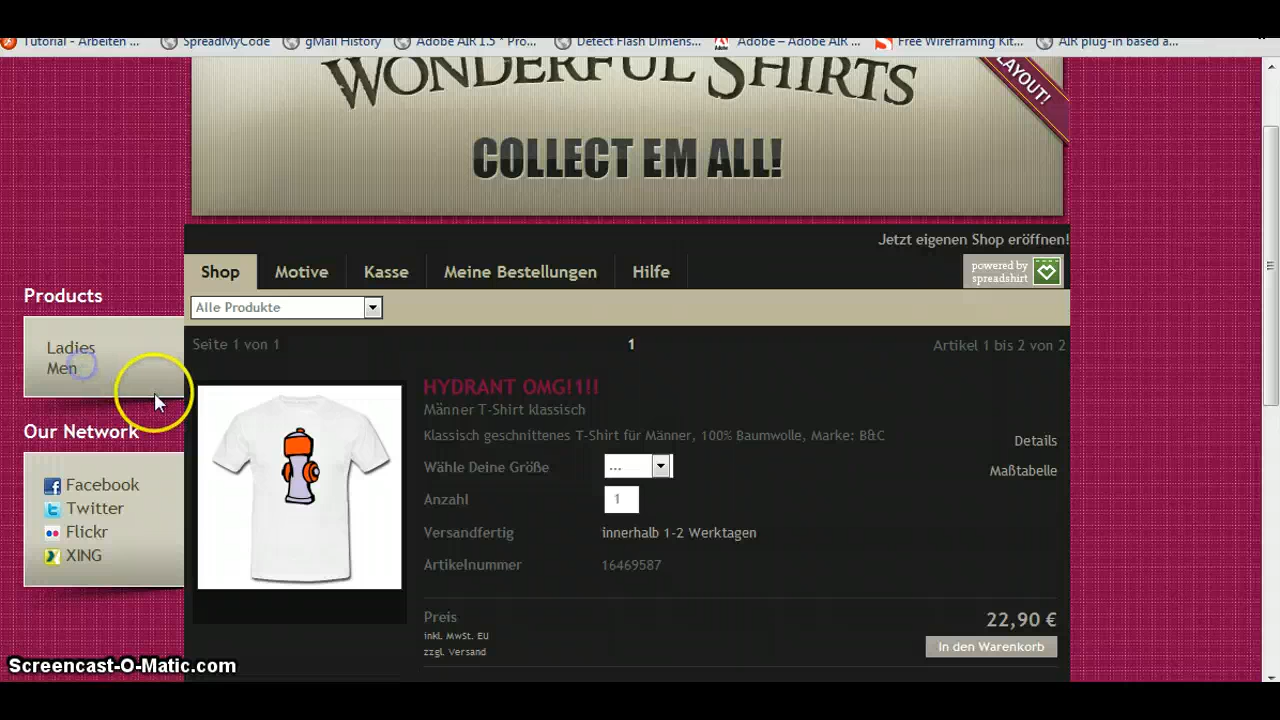 Tutorial - Arbeiten ...
SpreadMyCode
gMail History
Adobe AIR 1.5 * Pro...
Detect Flash Dimens...
Adobe – Adobe AIR ...
Free Wireframing Kit...
AIR plug-in based a...
WONDERFUL SHIRTS
LAYOUT!
COLLECT EM ALL!
Jetzt eigenen Shop eröffnen!
Shop
Motive
Kasse
Meine Bestellungen
Hilfe
powered by
spreadshirt
Products
Alle Produkte
Ladies
Men
Seite 1 von 1
1
Artikel 1 bis 2 von 2
HYDRANT OMG!1!!
Männer T-Shirt klassisch
Klassisch geschnittenes T-Shirt für Männer, 100% Baumwolle, Marke: B&C
Details
Wähle Deine Größe
...
Maßtabelle
Anzahl
1
Versandfertig
innerhalb 1-2 Werktagen
Artikelnummer
16469587
Our Network
Facebook
Twitter
Flickr
XING
Preis
22,90 €
inkl. MwSt. EU
zzgl. Versand
In den Warenkorb
Screencast-O-Matic.com